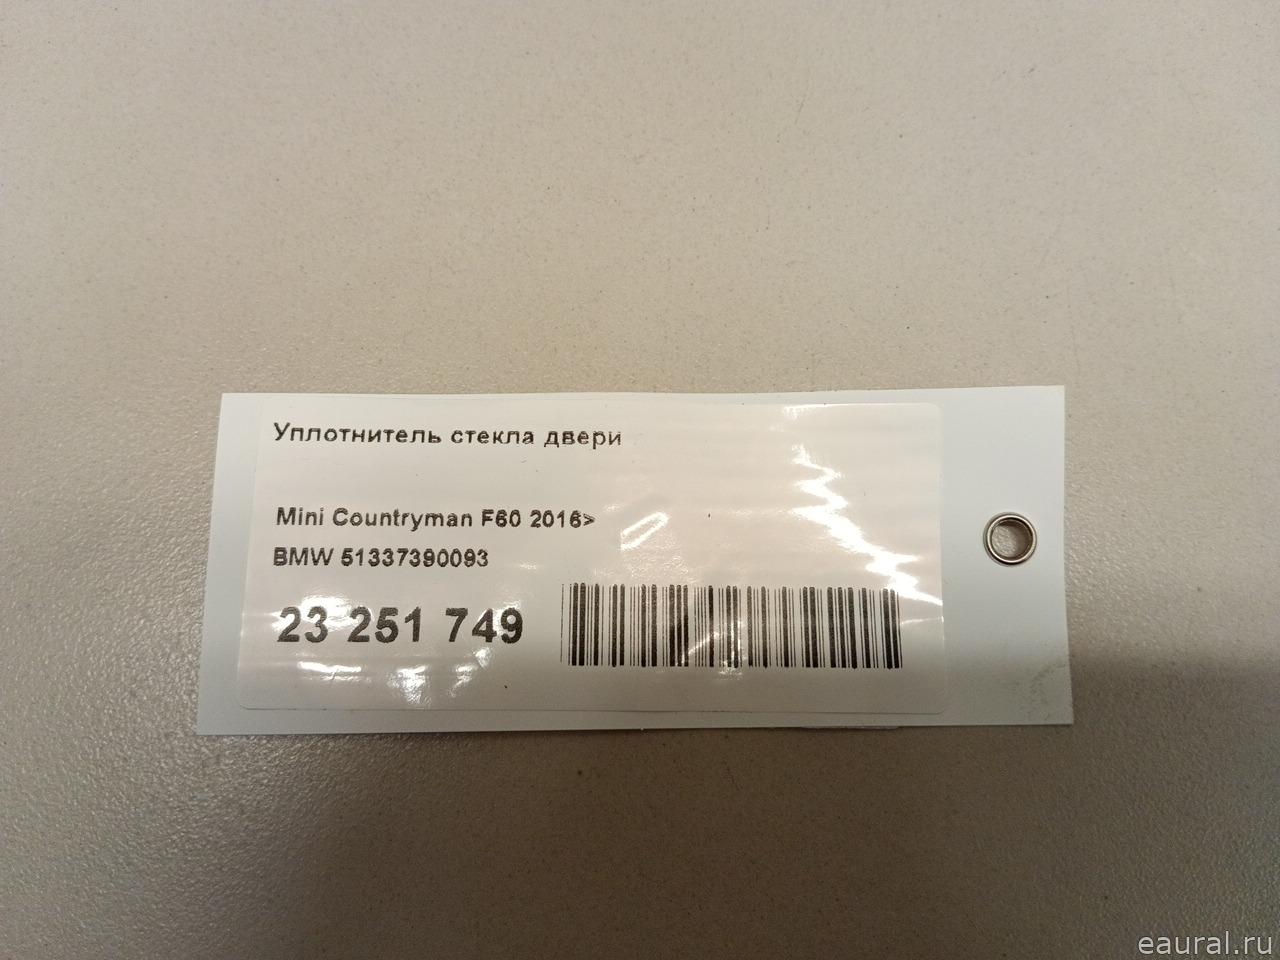 Уплотнитель стекла двери
Mini Countryman F60 2016>
BMW 51337390093
23 251 749
eaural.ru